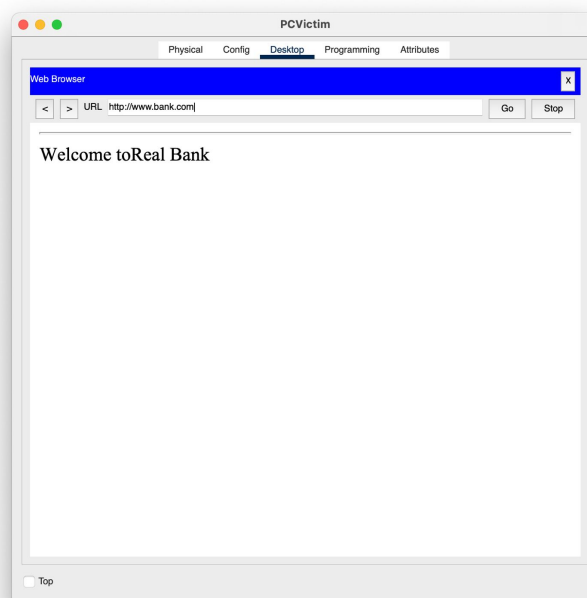 PCVictim
Physical Config Desktop Programming Attributes
Web Browser X
< > URL http://www.bank.com Go Stop
Welcome toReal Bank
Top